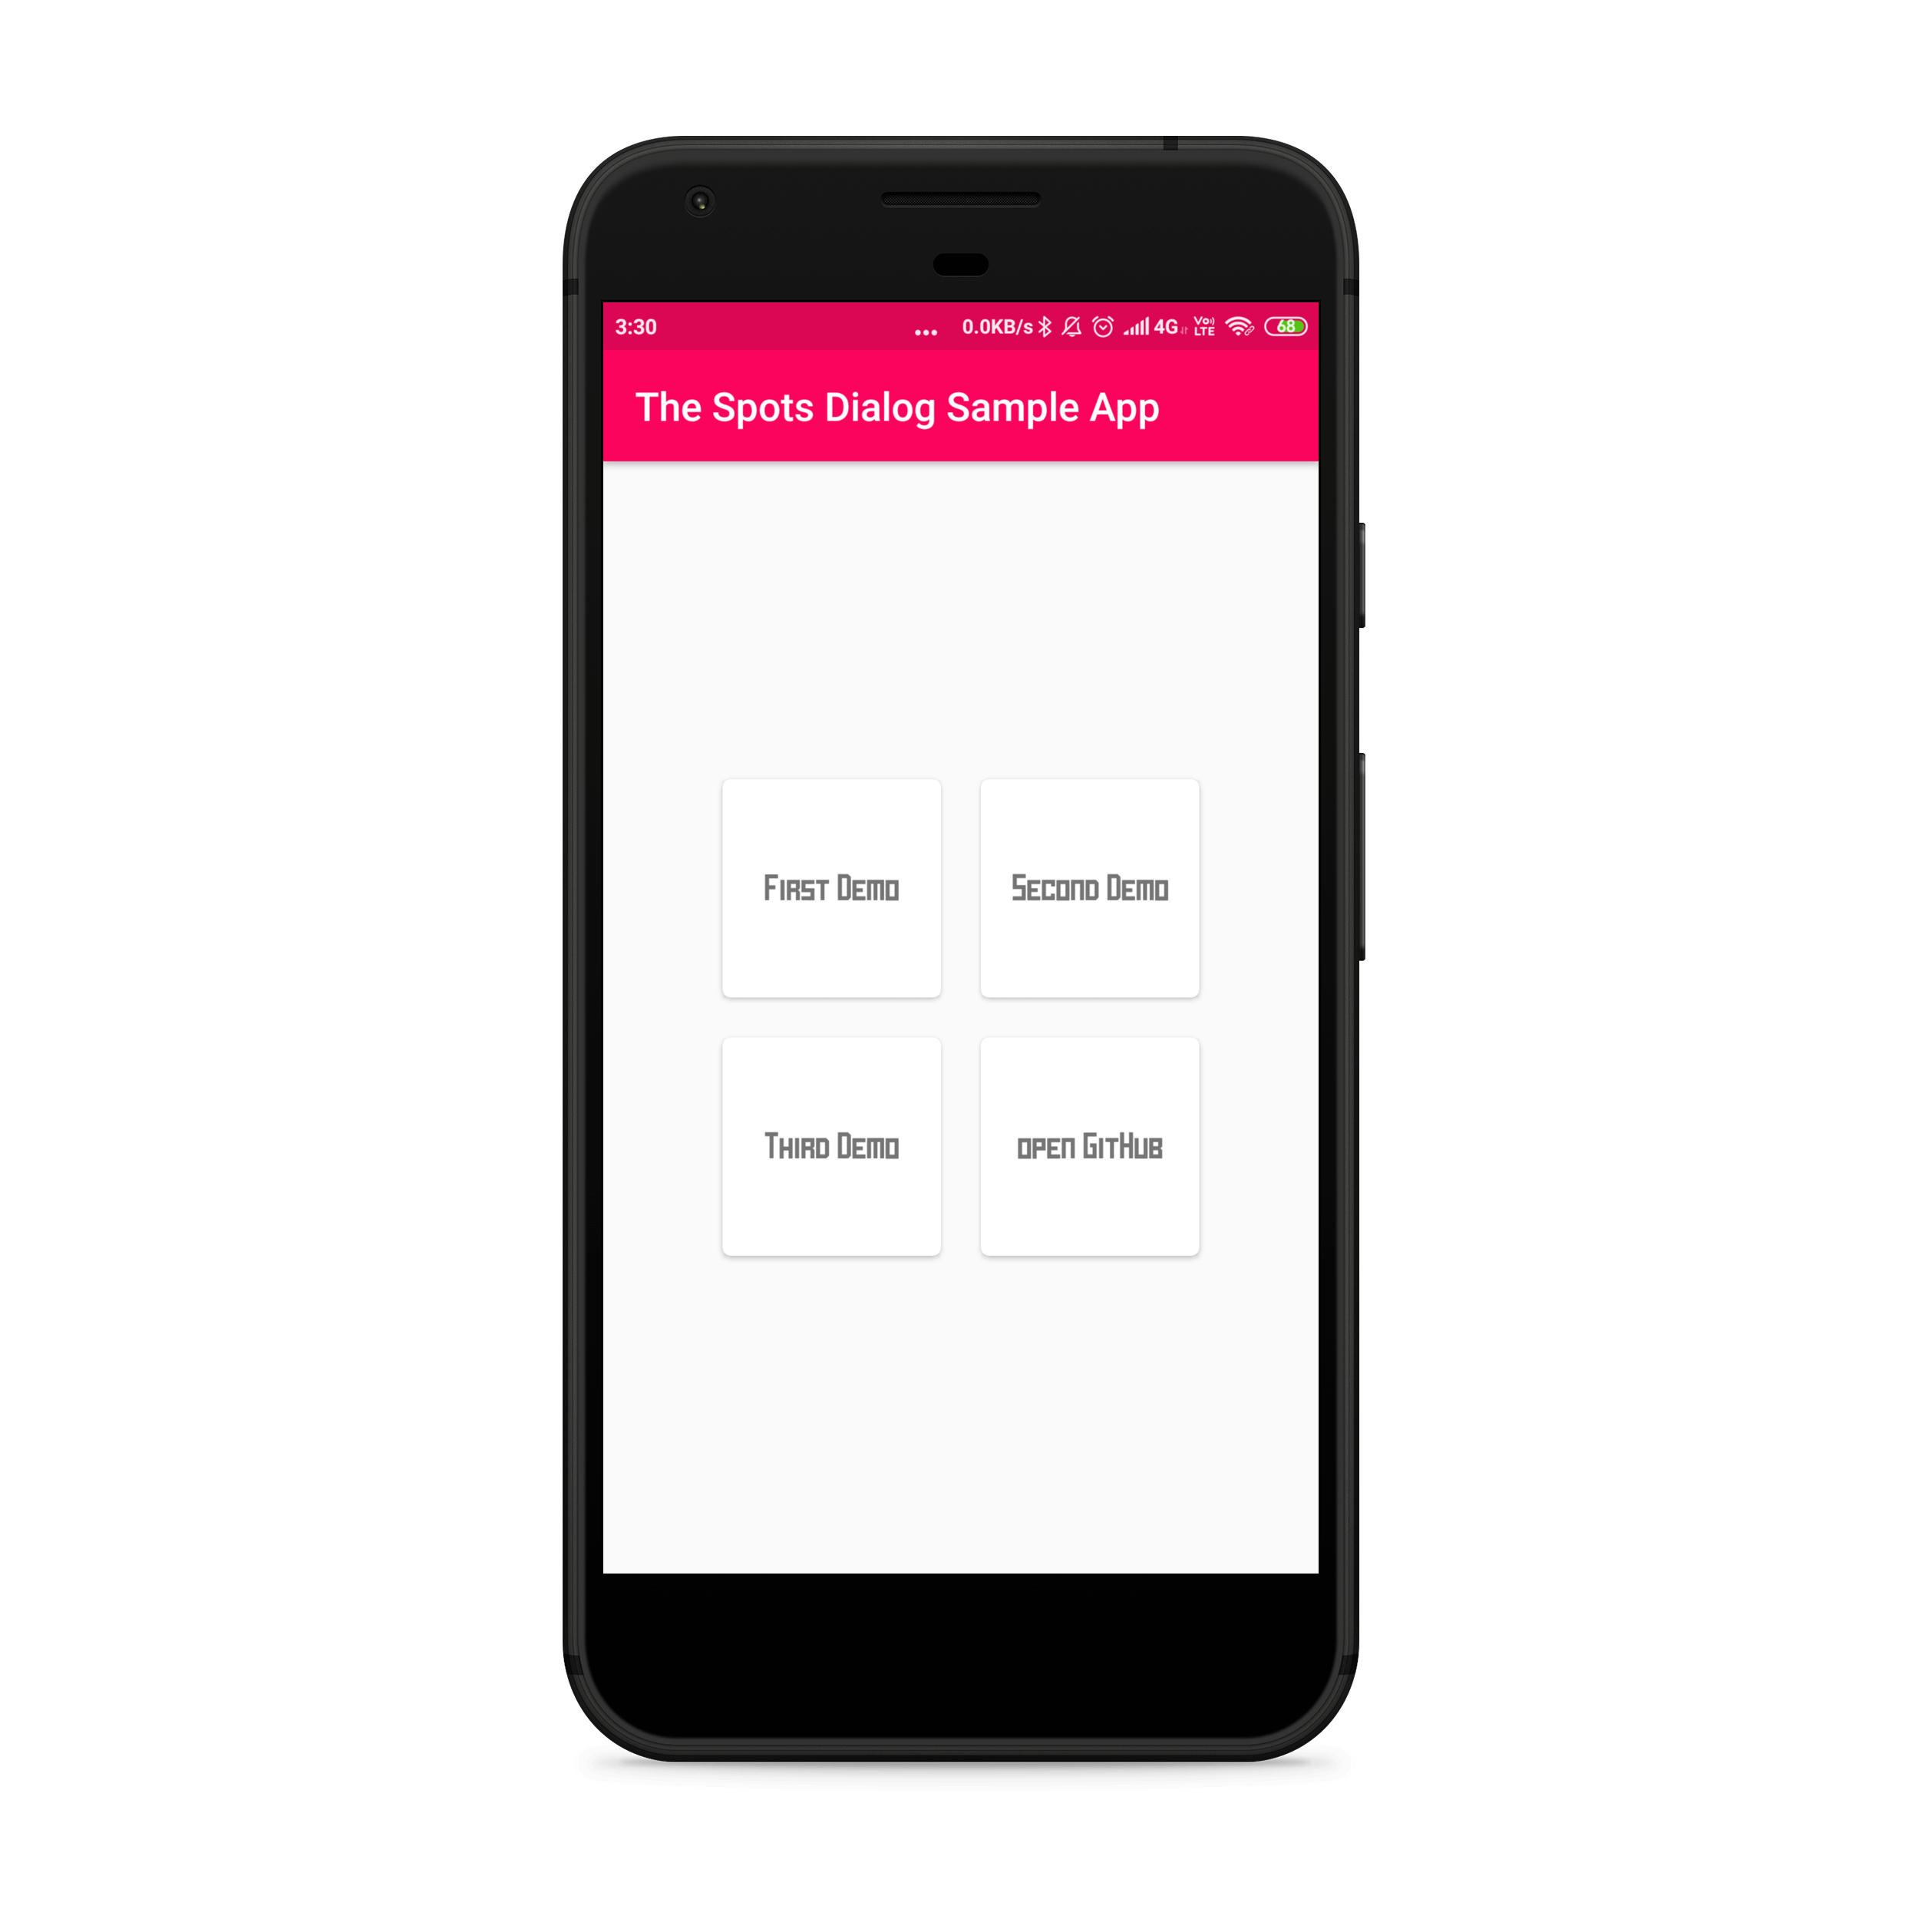 3:30 ... 0.0KB/s 4G Vo LTE 68
The Spots Dialog Sample App
First Demo Second Demo
Third Demo open GitHub